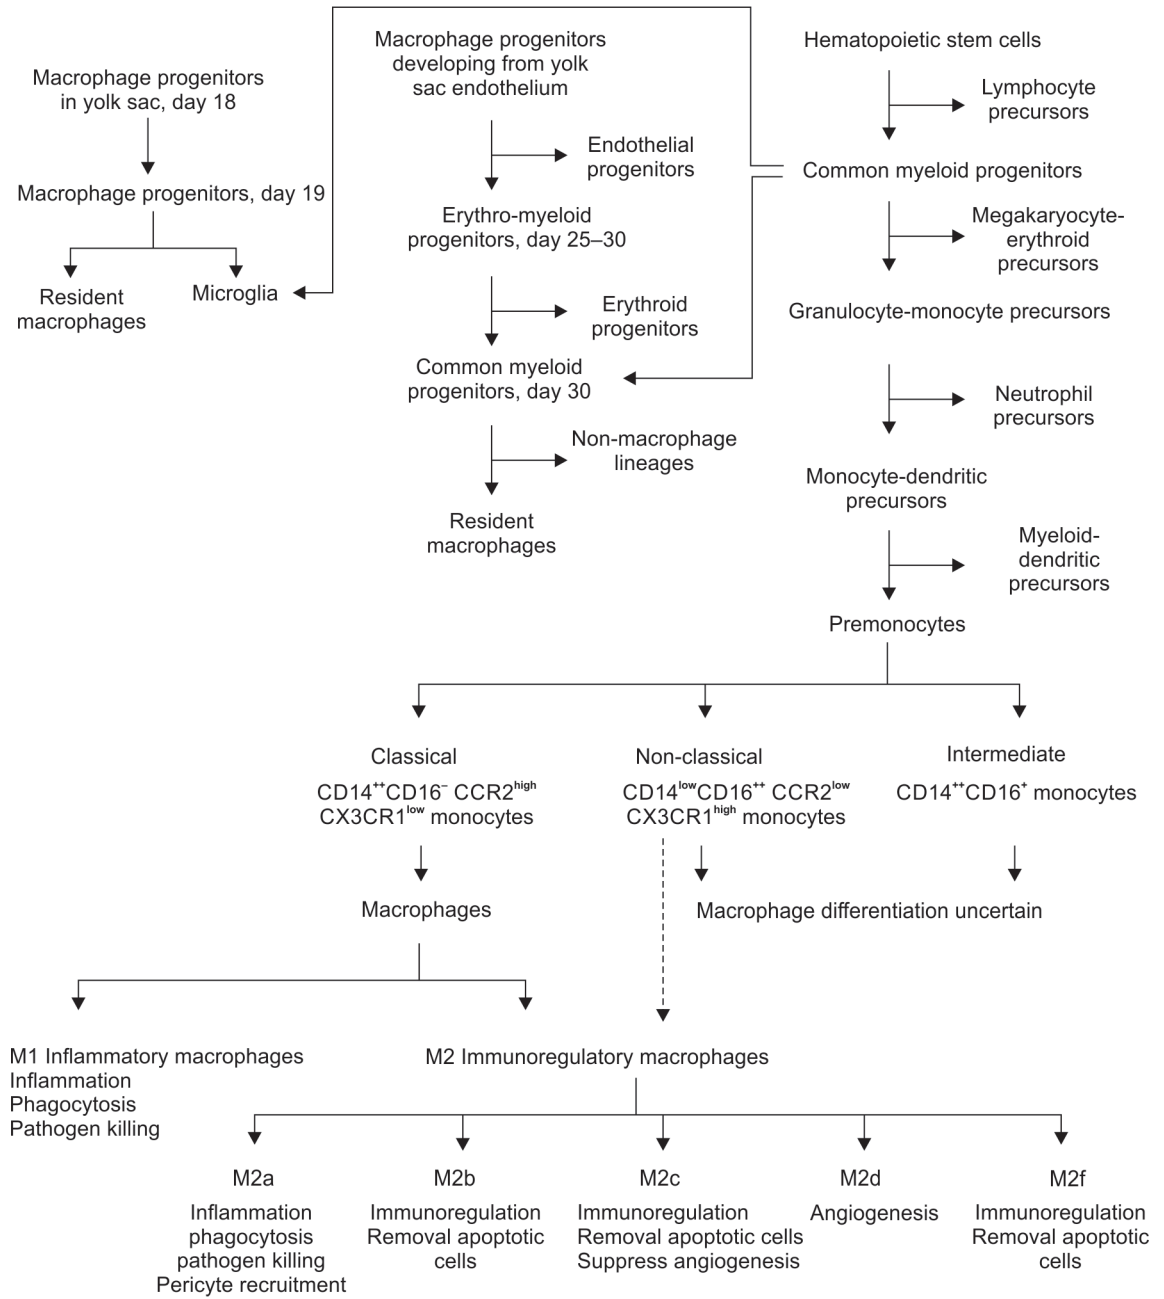 Macrophage progenitors
in yolk sac, day 18
Macrophage progenitors, day 19
Resident
macrophages
Microglia
Macrophage progenitors
developing from yolk
sac endothelium
Endothelial
progenitors
Erythro-myeloid
progenitors, day 25–30
Erythroid
progenitors
Common myeloid
progenitors, day 30
Non-macrophage
lineages
Resident
macrophages
Hematopoietic stem cells
Lymphocyte
precursors
Common myeloid progenitors
Megakaryocyte-
erythroid
precursors
Granulocyte-monocyte precursors
Neutrophil
precursors
Monocyte-dendritic
precursors
Myeloid-
dendritic
precursors
Premonocytes
Classical
CD14⁺⁺CD16⁻ CCR2ʰⁱᵍʰ
CX3CR1ˡᵒʷ monocytes
Non-classical
CD14ˡᵒʷCD16⁺⁺ CCR2ˡᵒʷ
CX3CR1ʰⁱᵍʰ monocytes
Intermediate
CD14⁺⁺CD16⁺ monocytes
Macrophages
Macrophage differentiation uncertain
M1 Inflammatory macrophages
Inflammation
Phagocytosis
Pathogen killing
M2 Immunoregulatory macrophages
M2a
Inflammation
phagocytosis
pathogen killing
Pericyte recruitment
M2b
Immunoregulation
Removal apoptotic
cells
M2c
Immunoregulation
Removal apoptotic cells
Suppress angiogenesis
M2d
Angiogenesis
M2f
Immunoregulation
Removal apoptotic
cells